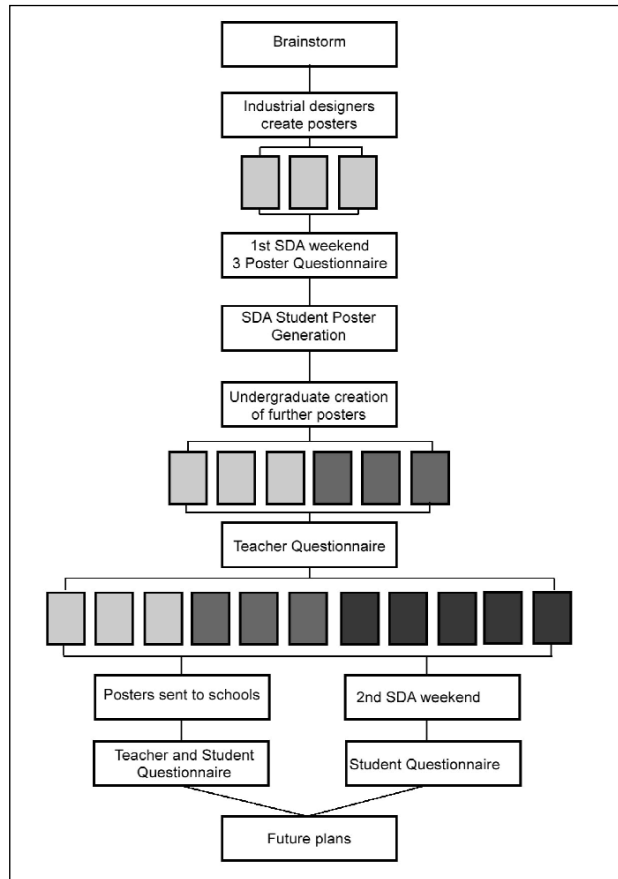 Brainstorm
Industrial designers
create posters
1st SDA weekend
3 Poster Questionnaire
SDA Student Poster
Generation
Undergraduate creation
of further posters
Teacher Questionnaire
Posters sent to schools
2nd SDA weekend
Teacher and Student
Questionnaire
Student Questionnaire
Future plans